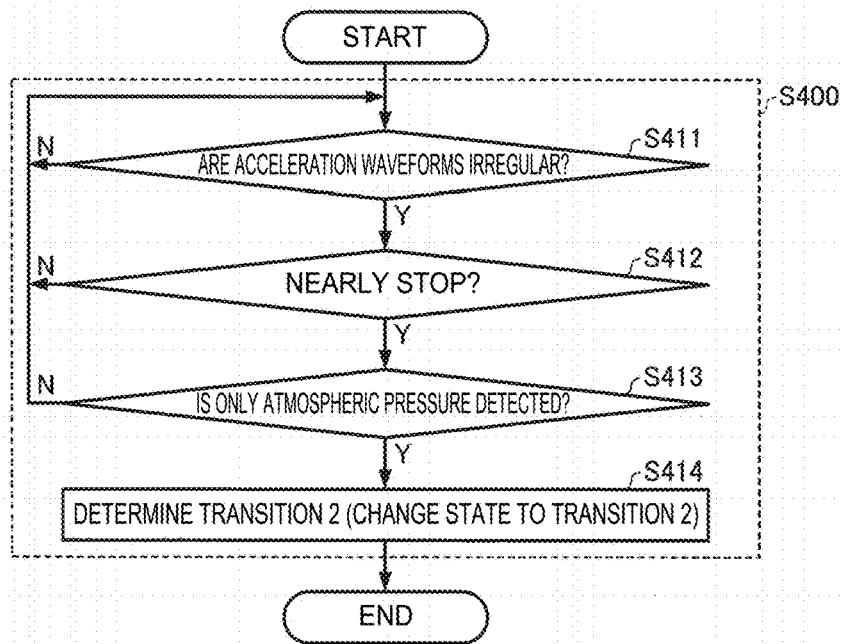 START
S400
S411
ARE ACCELERATION WAVEFORMS IRREGULAR?
N
Y
S412
NEARLY STOP?
N
Y
S413
IS ONLY ATMOSPHERIC PRESSURE DETECTED?
N
Y
S414
DETERMINE TRANSITION 2 (CHANGE STATE TO TRANSITION 2)
END